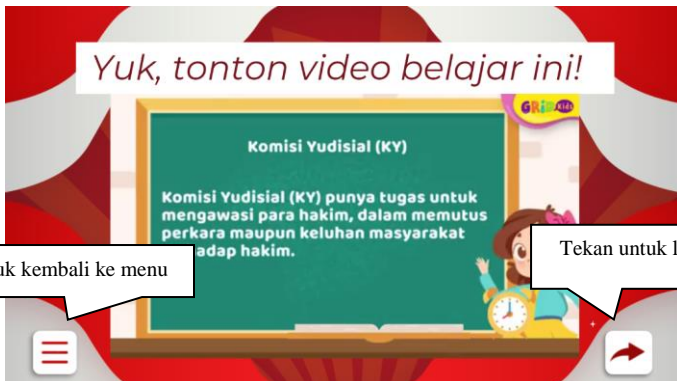 Yuk, tonton video belajar ini!
GRiD Kids
Komisi Yudisial (KY)
Komisi Yudisial (KY) punya tugas untuk
mengawasi para hakim, dalam memutus
perkara maupun keluhan masyarakat
adap hakim.
uk kembali ke menu
Tekan untuk l